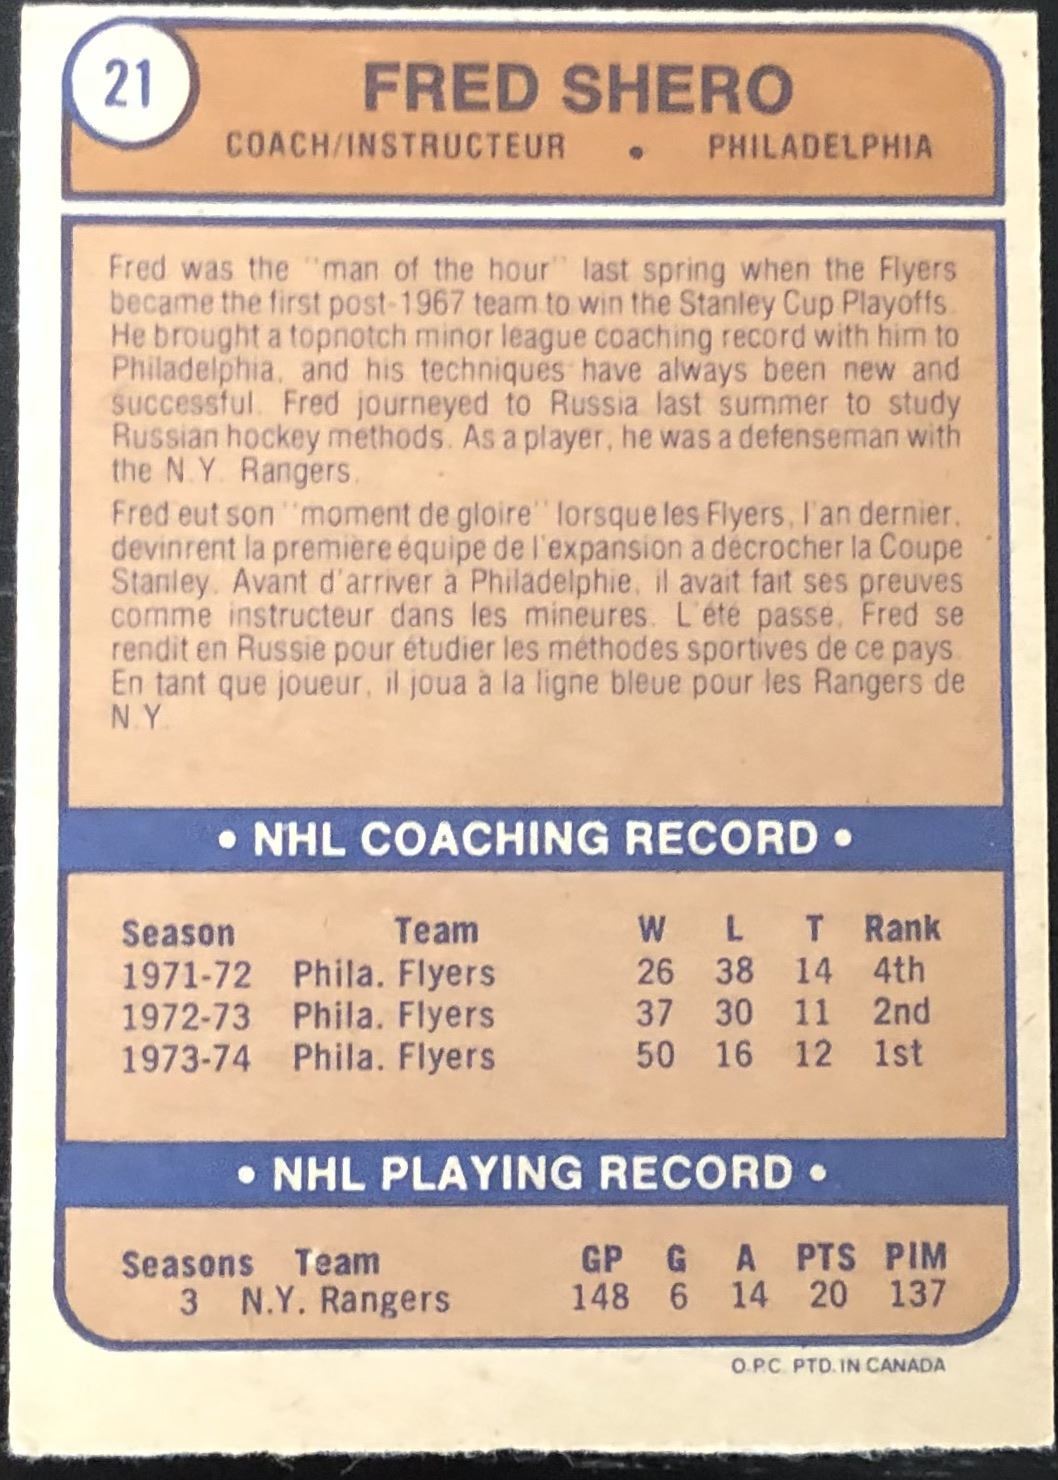 21
FRED SHERO
COACH/INSTRUCTEUR • PHILADELPHIA
Fred was the "man of the hour" last spring when the Flyers
became the first post-1967 team to win the Stanley Cup Playoffs.
He brought a topnotch minor league coaching record with him to
Philadelphia, and his techniques have always been new and
successful. Fred journeyed to Russia last summer to study
Russian hockey methods. As a player, he was a defenseman with
the N.Y. Rangers.
Fred eut son "moment de gloire" lorsque les Flyers, l'an dernier,
devinrent la première équipe de l'expansion à décrocher la Coupe
Stanley. Avant d'arriver à Philadelphie, il avait fait ses preuves
comme instructeur dans les mineures. L'été passé, Fred se
rendit en Russie pour étudier les méthodes sportives de ce pays.
En tant que joueur, il joua à la ligne bleue pour les Rangers de
N.Y.
• NHL COACHING RECORD •
Season Team W L T Rank
1971-72 Phila. Flyers 26 38 14 4th
1972-73 Phila. Flyers 37 30 11 2nd
1973-74 Phila. Flyers 50 16 12 1st
• NHL PLAYING RECORD •
Seasons Team GP G A PTS PIM
3 N.Y. Rangers 148 6 14 20 137
O.P.C. PTD. IN CANADA